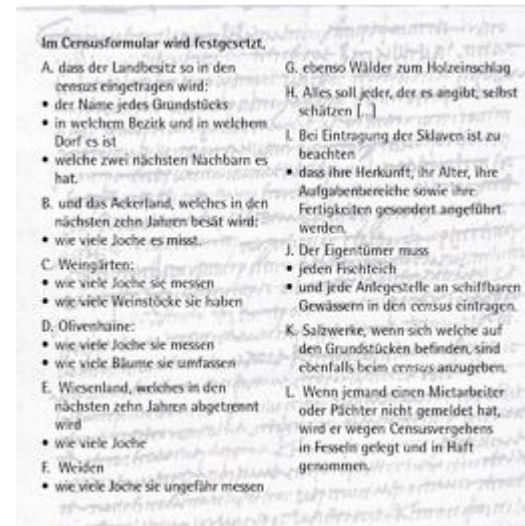 Im Censusformular wird festgesetzt,
A. dass der Landbesitz so in den
census eingetragen wird:
• der Name jedes Grundstücks
• in welchem Bezirk und in welchem
Dorf es ist
• welche zwei nächsten Nachbarn es
hat.
B. und das Ackerland, welches in den
nächsten zehn Jahren besät wird:
• wie viele Joche es misst.
C. Weingärten:
• wie viele Joche sie messen
• wie viele Weinstöcke sie haben
D. Olivenhaine:
• wie viele Joche sie messen
• wie viele Bäume sie umfassen
E. Wiesenland, welches in den
nächsten zehn Jahren abgetrennt
wird
• wie viele Joche
F. Weiden
• wie viele Joche sie ungefähr messen
G. ebenso Wälder zum Holzeinschlag
H. Alles soll jeder, der es angibt, selbst
schätzen [...]
I. Bei Eintragung der Sklaven ist zu
beachten
• dass ihre Herkunft, ihr Alter, ihre
Aufgabenbereiche sowie ihre
Fertigkeiten gesondert angeführt
werden.
J. Der Eigentümer muss
• jeden Fischteich
• und jede Anlegestelle an schiffbaren
Gewässern in den census eintragen.
K. Salzwerke, wenn sich welche auf
den Grundstücken befinden, sind
ebenfalls beim census anzugeben.
L. Wenn jemand einen Mietarbeiter
oder Pächter nicht gemeldet hat,
wird er wegen Censusvergehens
in Fesseln gelegt und in Haft
genommen.